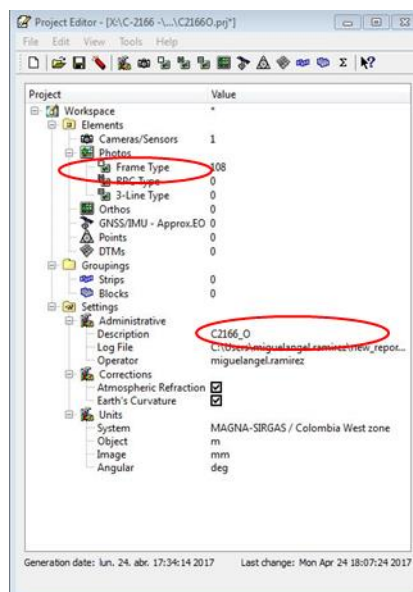 Project Editor - [X:\C-2166 -\...\C2166O.prj*]
File Edit View Tools Help
Project Value
Workspace *
Elements
Cameras/Sensors 1
Photos
Frame Type 108
RPC Type 0
3-Line Type 0
Orthos 0
GNSS/IMU - Approx.EO 0
Points 0
DTMs 0
Groupings
Strips 0
Blocks 0
Settings
Administrative
Description C2166_O
Log File C:\Users\miguelangel.ramirez\new_repor...
Operator miguelangel.ramirez
Corrections
Atmospheric Refraction
Earth's Curvature
Units
System MAGNA-SIRGAS / Colombia West zone
Object m
Image mm
Angular deg
Generation date: lun. 24. abr. 17:34:14 2017 Last change: Mon Apr 24 18:07:24 2017